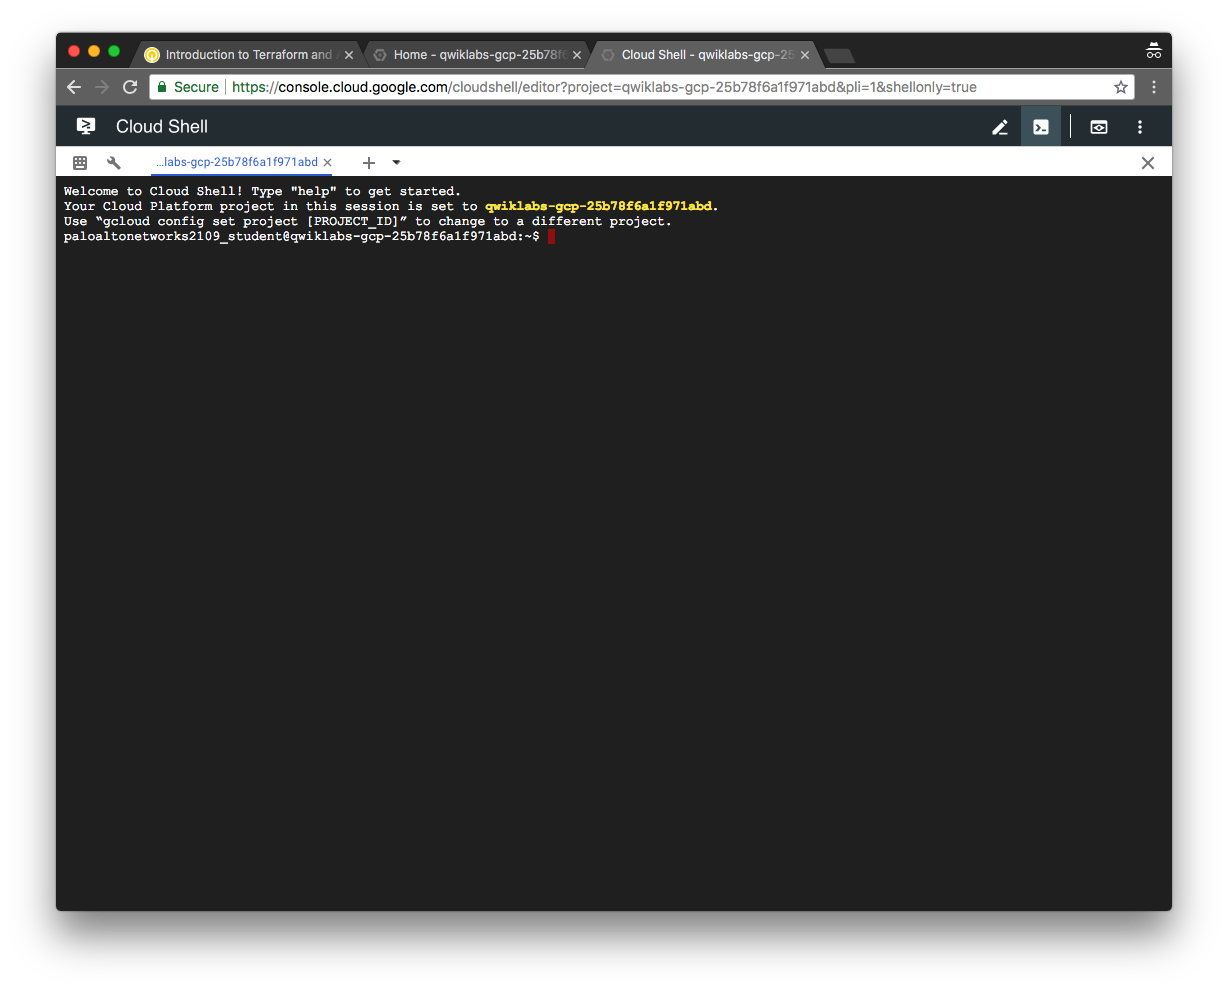 Introduction to Terraform and
Home - qwiklabs-gcp-25b78f6
Cloud Shell - qwiklabs-gcp-25
Secure
https://console.cloud.google.com/cloudshell/editor?project=qwiklabs-gcp-25b78f6a1f971abd&pli=1&shellonly=true
Cloud Shell
...labs-gcp-25b78f6a1f971abd
Welcome to Cloud Shell! Type "help" to get started.
Your Cloud Platform project in this session is set to qwiklabs-gcp-25b78f6a1f971abd.
Use “gcloud config set project [PROJECT_ID]” to change to a different project.
paloaltonetworks2109_student@qwiklabs-gcp-25b78f6a1f971abd:~$